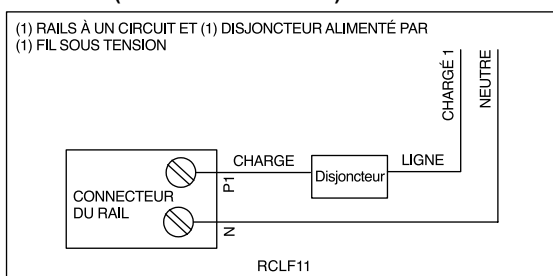 (1) RAILS À UN CIRCUIT ET (1) DISJONCTEUR ALIMENTÉ PAR
(1) FIL SOUS TENSION
CHARGÉ 1
NEUTRE
CHARGE
LIGNE
P1
Disjoncteur
CONNECTEUR
DU RAIL
N
RCLF11